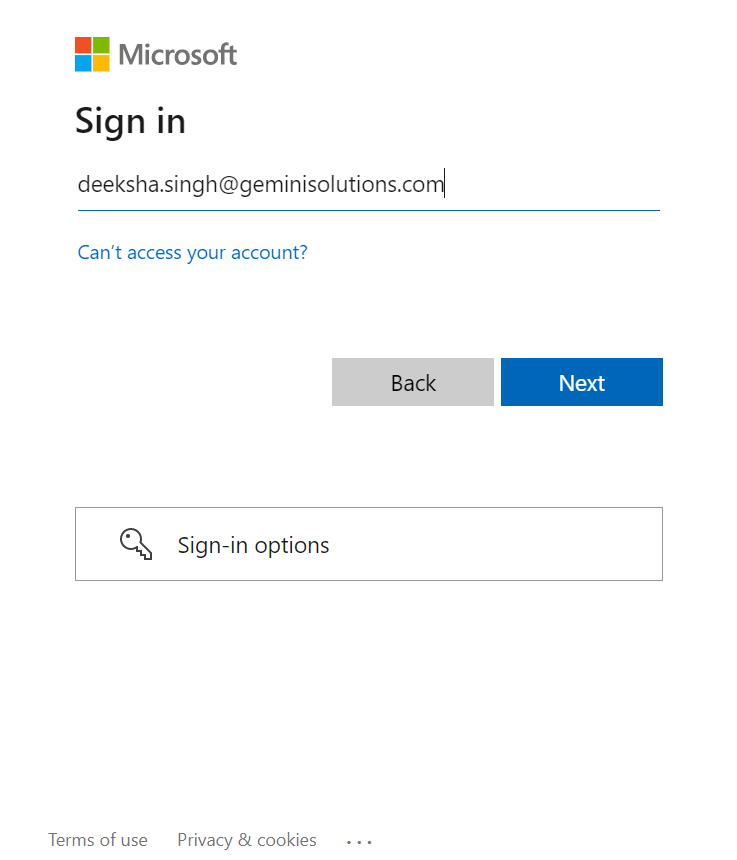 Microsoft
Sign in
deeksha.singh@geminisolutions.com
Can't access your account?
Back Next
Sign-in options
Terms of use Privacy & cookies ...